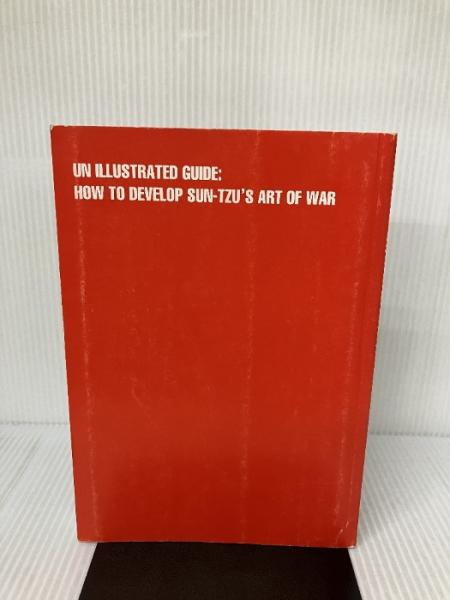 UN ILLUSTRATED GUIDE:
HOW TO DEVELOP SUN-TZU'S ART OF WAR